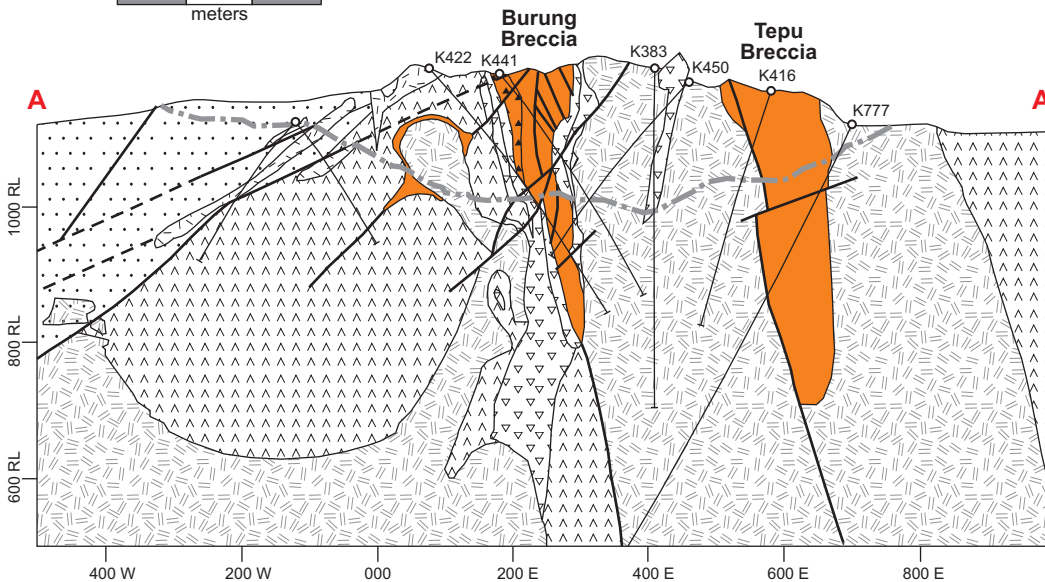 meters
Burung
Breccia
Tepu
Breccia
K422
K441
K383
K450
K416
K777
A
A
1000 RL
800 RL
600 RL
400 W
200 W
000
200 E
400 E
600 E
800 E